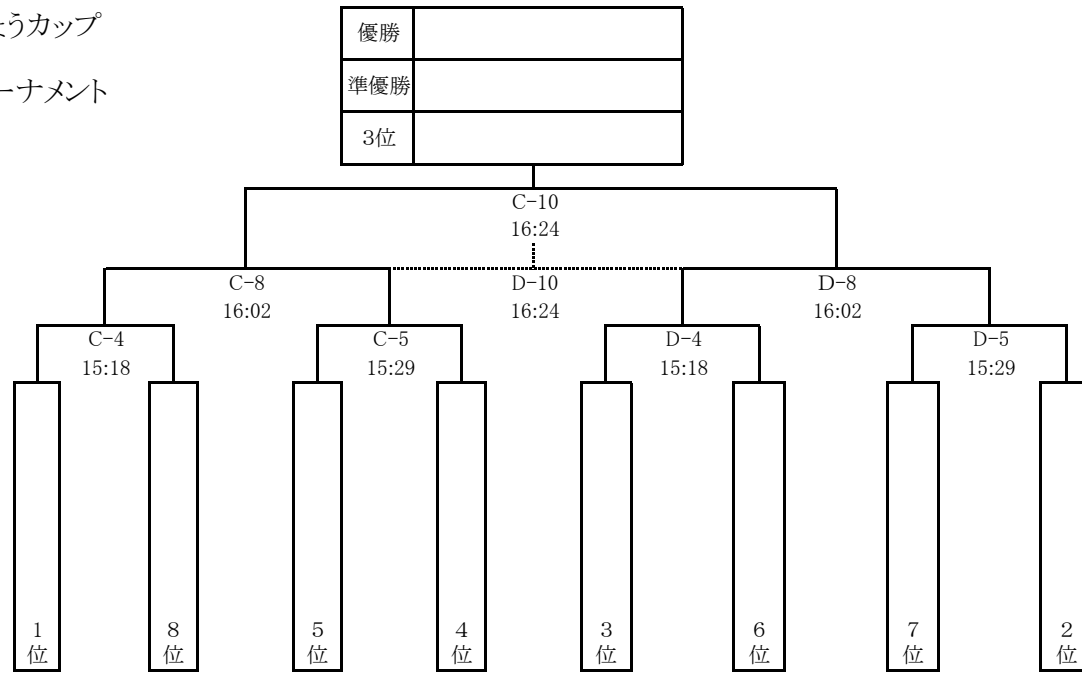 ょうカップ
ーナメント
優勝
準優勝
3位
C-10
16:24
C-8
D-10
D-8
16:02
16:24
16:02
C-4
C-5
D-4
D-5
15:18
15:29
15:18
15:29
1位
8位
5位
4位
3位
6位
7位
2位